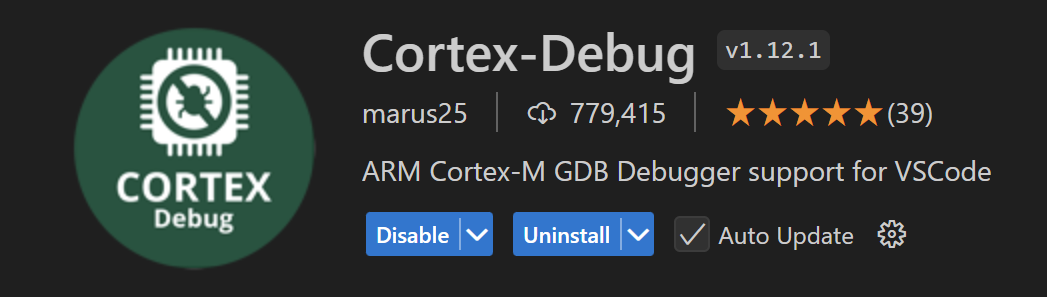 CORTEX
Debug
Cortex-Debug v1.12.1
marus25 779,415 (39)
ARM Cortex-M GDB Debugger support for VSCode
Disable Uninstall Auto Update